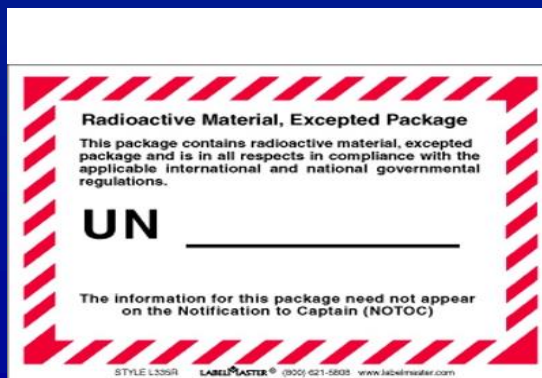 Radioactive Material, Excepted Package
This package contains radioactive material, excepted
package and is in all respects in compliance with the
applicable international and national governmental
regulations.
UN
The information for this package need not appear
on the Notification to Captain (NOTOC)
STYLE L335R LABELMASTER® (800) 621-5808 www.labelmaster.com